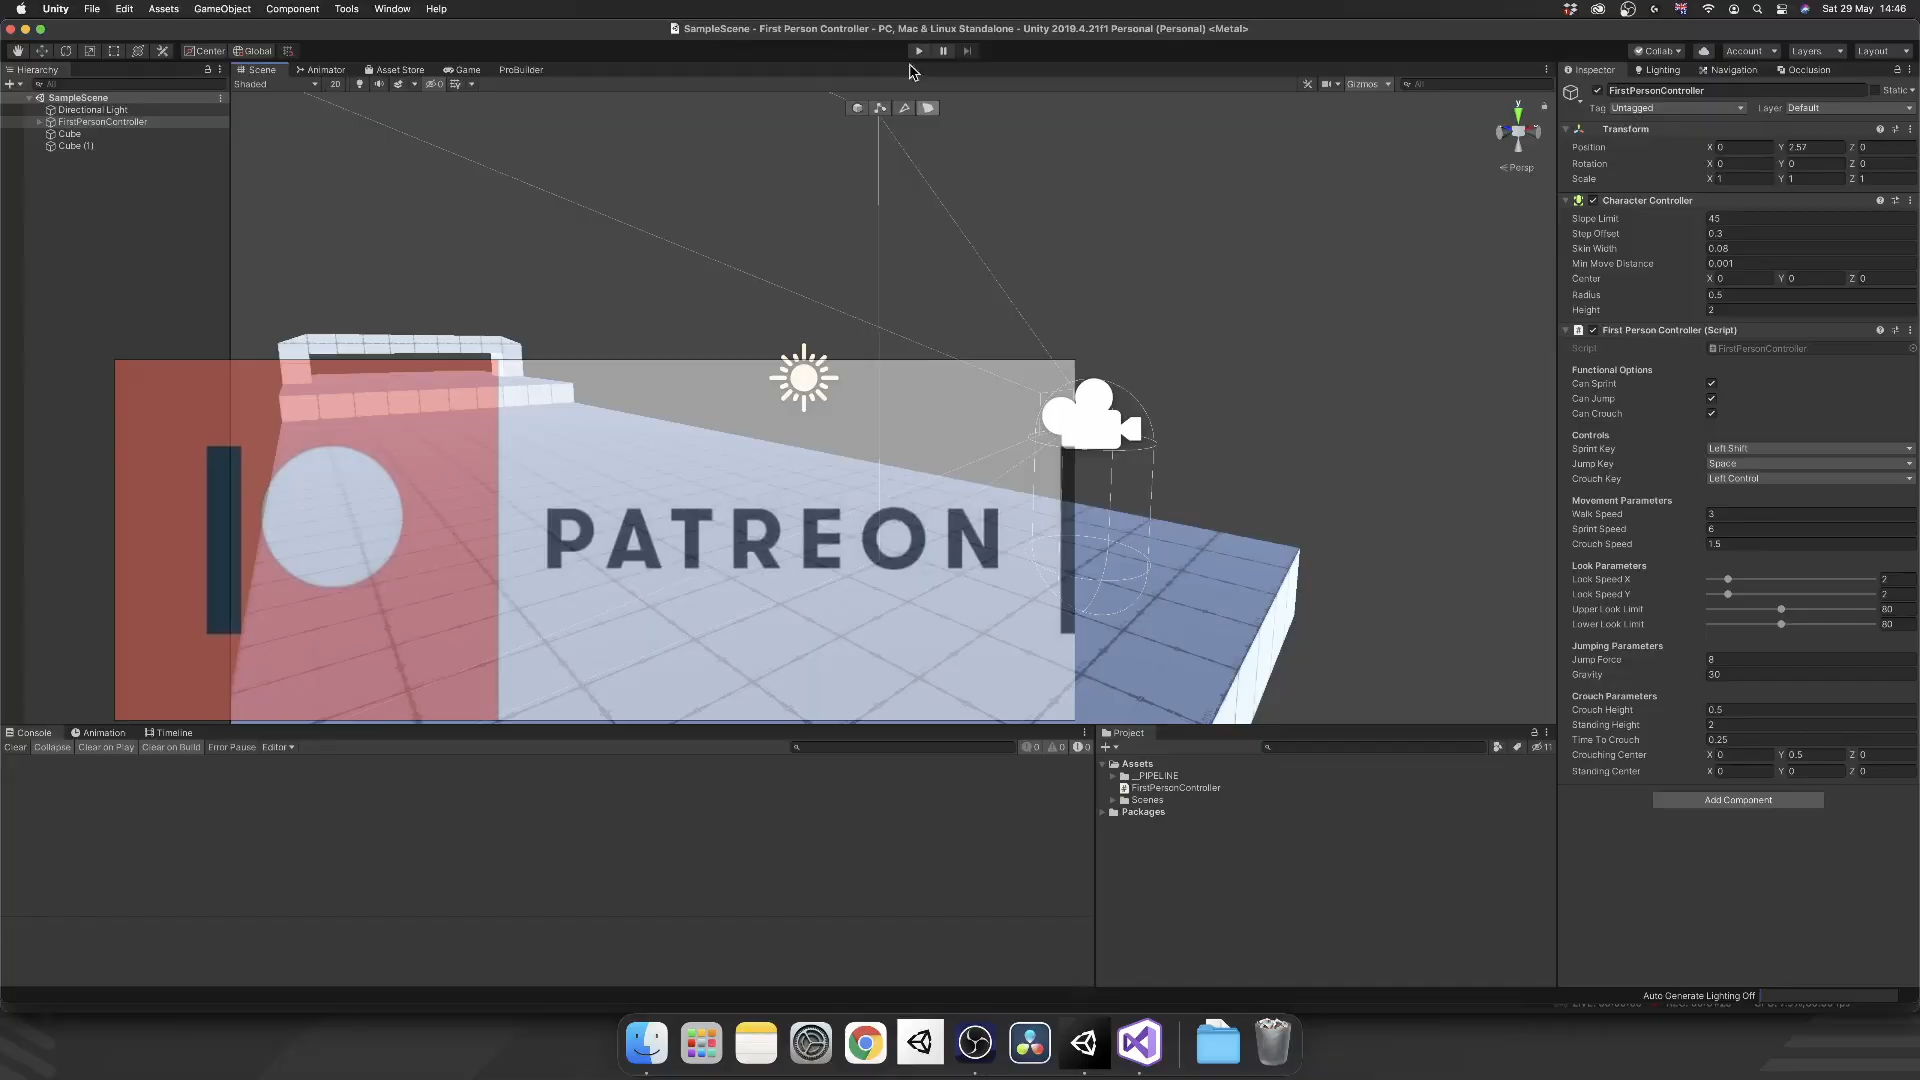 Unity File Edit Assets GameObject Component Tools Window Help Sat 29 May 14:46
SampleScene - First Person Controller - PC, Mac & Linux Standalone - Unity 2019.4.21f1 Personal (Personal) <Metal>
Center Global Collab Account Layers Layout
Hierarchy Scene Animator Asset Store Game ProBuilder Inspector Lighting Navigation Occlusion
All Shaded 2D 0 Gizmos All
SampleScene
Directional Light
FirstPersonController
Cube
Cube (1)
y
Persp
FirstPersonController Static
Tag Untagged Layer Default
Transform
Position X 0 Y 2.57 Z 0
Rotation X 0 Y 0 Z 0
Scale X 1 Y 1 Z 1
Character Controller
Slope Limit 45
Step Offset 0.3
Skin Width 0.08
Min Move Distance 0.001
Center X 0 Y 0 Z 0
Radius 0.5
Height 2
First Person Controller (Script)
Script FirstPersonController
Functional Options
Can Sprint
Can Jump
Can Crouch
Controls
Sprint Key Left Shift
Jump Key Space
Crouch Key Left Control
Movement Parameters
Walk Speed 3
Sprint Speed 6
Crouch Speed 1.5
Look Parameters
Look Speed X 2
Look Speed Y 2
Upper Look Limit 80
Lower Look Limit 80
Jumping Parameters
Jump Force 8
Gravity 30
Crouch Parameters
Crouch Height 0.5
Standing Height 2
Time To Crouch 0.25
Crouching Center X 0 Y 0.5 Z 0
Standing Center X 0 Y 0 Z 0
Add Component
PATREON
Console Animation Timeline
Clear Collapse Clear on Play Clear on Build Error Pause Editor 0 0 0
Project
11
Assets
__PIPELINE
FirstPersonController
Scenes
Packages
Auto Generate Lighting Off